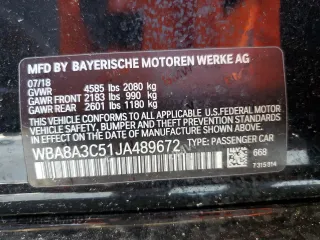 MFD BY BAYERISCHE MOTOREN WERKE AG
07/18
GVWR 4585 lbs 2080 kg
GAWR FRONT 2183 lbs 990 kg
GAWR REAR 2601 lbs 1180 kg
THIS VEHICLE CONFORMS TO ALL APPLICABLE U.S. FEDERAL MOTOR
VEHICLE SAFETY, BUMPER, AND THEFT PREVENTION STANDARDS IN EFFECT
ON THE DATE OF MANUFACTURE SHOWN ABOVE.
WBA8A3C51JA489672 TYPE: PASSENGER CAR
668